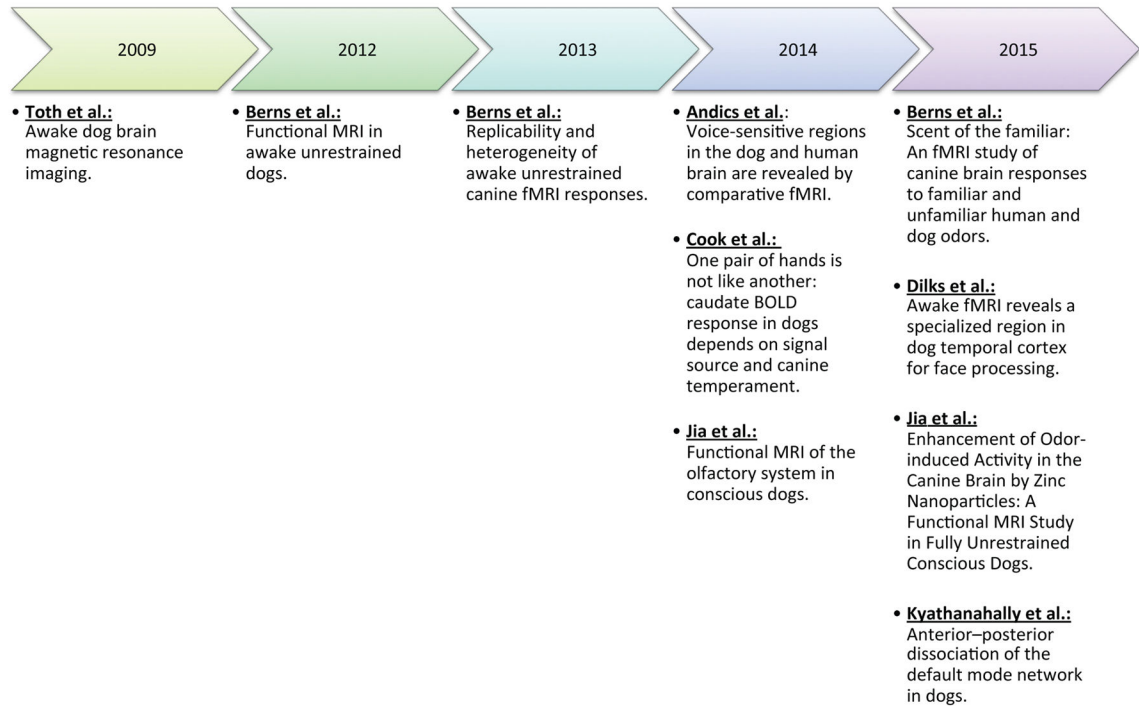 2009
2012
2013
2014
2015
• Toth et al.:
Awake dog brain
magnetic resonance
imaging.
• Berns et al.:
Functional MRI in
awake unrestrained
dogs.
• Berns et al.:
Replicability and
heterogeneity of
awake unrestrained
canine fMRI responses.
• Andics et al.:
Voice-sensitive regions
in the dog and human
brain are revealed by
comparative fMRI.
• Cook et al.:
One pair of hands is
not like another:
caudate BOLD
response in dogs
depends on signal
source and canine
temperament.
• Jia et al.:
Functional MRI of the
olfactory system in
conscious dogs.
• Berns et al.:
Scent of the familiar:
An fMRI study of
canine brain responses
to familiar and
unfamiliar human and
dog odors.
• Dilks et al.:
Awake fMRI reveals a
specialized region in
dog temporal cortex
for face processing.
• Jia et al.:
Enhancement of Odor-
induced Activity in the
Canine Brain by Zinc
Nanoparticles: A
Functional MRI Study
in Fully Unrestrained
Conscious Dogs.
• Kyathanahally et al.:
Anterior–posterior
dissociation of the
default mode network
in dogs.